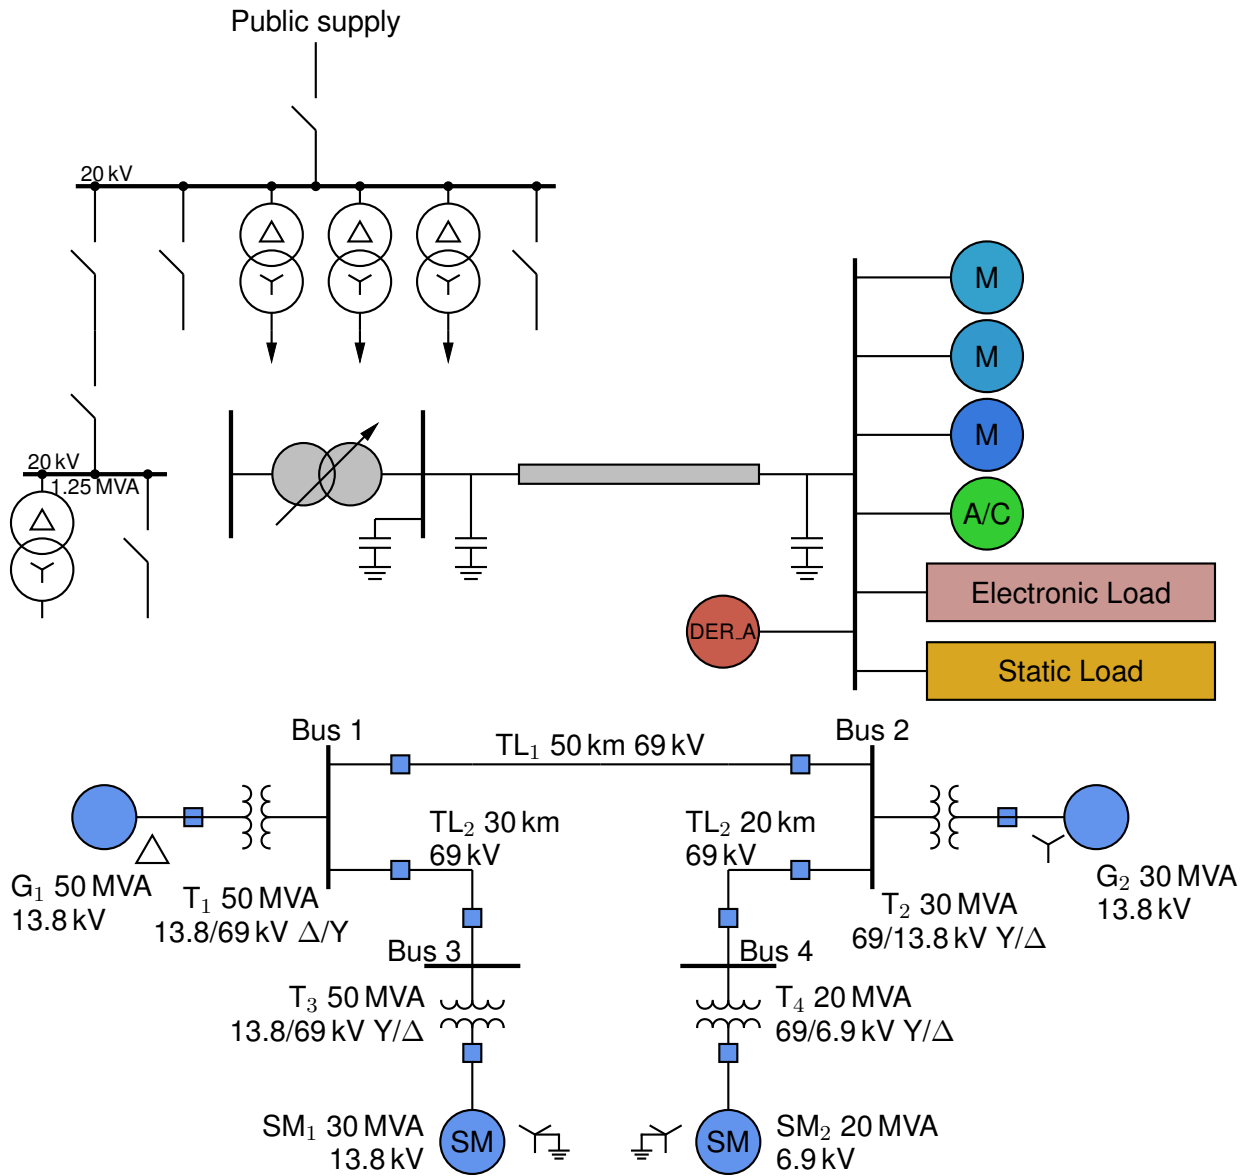 Public supply
20 kV
M
M
M
20 kV
1.25 MVA
A/C
Electronic Load
DER_A
Static Load
Bus 1
Bus 2
TL₁ 50 km 69 kV
TL₂ 30 km
69 kV
TL₂ 20 km
69 kV
G₁ 50 MVA
13.8 kV
T₁ 50 MVA
13.8/69 kV Δ/Y
T₂ 30 MVA
69/13.8 kV Y/Δ
G₂ 30 MVA
13.8 kV
Bus 3
Bus 4
T₃ 50 MVA
13.8/69 kV Y/Δ
T₄ 20 MVA
69/6.9 kV Y/Δ
SM₁ 30 MVA
13.8 kV
SM
SM
SM₂ 20 MVA
6.9 kV